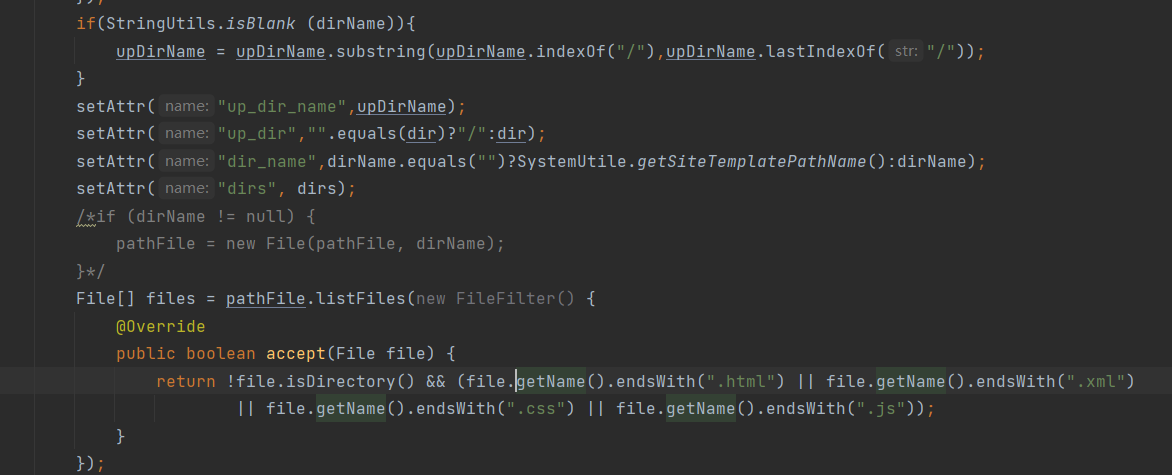 });
if(StringUtils.isBlank (dirName)){
upDirName = upDirName.substring(upDirName.indexOf("/"),upDirName.lastIndexOf( str: "/"));
}
setAttr( name: "up_dir_name",upDirName);
setAttr( name: "up_dir","".equals(dir)?"/":dir);
setAttr( name: "dir_name",dirName.equals("")?SystemUtile.getSiteTemplatePathName():dirName);
setAttr( name: "dirs", dirs);
/*if (dirName != null) {
pathFile = new File(pathFile, dirName);
}*/
File[] files = pathFile.listFiles(new FileFilter() {
@Override
public boolean accept(File file) {
return !file.isDirectory() && (file.getName().endsWith(".html") || file.getName().endsWith(".xml")
|| file.getName().endsWith(".css") || file.getName().endsWith(".js"));
}
});